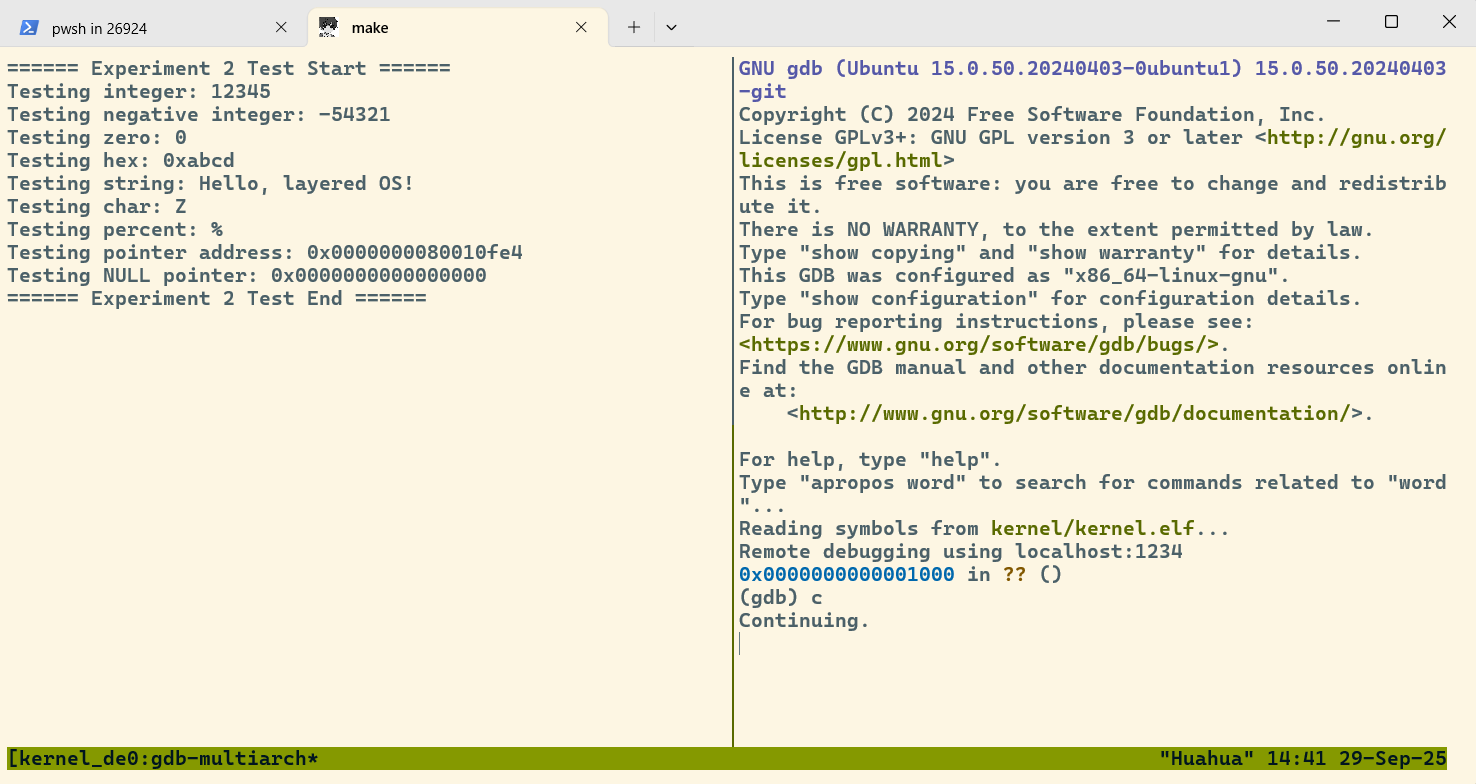 pwsh in 26924
make
====== Experiment 2 Test Start ======
Testing integer: 12345
Testing negative integer: -54321
Testing zero: 0
Testing hex: 0xabcd
Testing string: Hello, layered OS!
Testing char: Z
Testing percent: %
Testing pointer address: 0x0000000080010fe4
Testing NULL pointer: 0x0000000000000000
====== Experiment 2 Test End ======
GNU gdb (Ubuntu 15.0.50.20240403-0ubuntu1) 15.0.50.20240403
-git
Copyright (C) 2024 Free Software Foundation, Inc.
License GPLv3+: GNU GPL version 3 or later <http://gnu.org/
licenses/gpl.html>
This is free software: you are free to change and redistrib
ute it.
There is NO WARRANTY, to the extent permitted by law.
Type "show copying" and "show warranty" for details.
This GDB was configured as "x86_64-linux-gnu".
Type "show configuration" for configuration details.
For bug reporting instructions, please see:
<https://www.gnu.org/software/gdb/bugs/>.
Find the GDB manual and other documentation resources onlin
e at:
    <http://www.gnu.org/software/gdb/documentation/>.
For help, type "help".
Type "apropos word" to search for commands related to "word
"...
Reading symbols from kernel/kernel.elf...
Remote debugging using localhost:1234
0x0000000000001000 in ?? ()
(gdb) c
Continuing.
[kernel_de0:gdb-multiarch*
"Huahua" 14:41 29-Sep-25